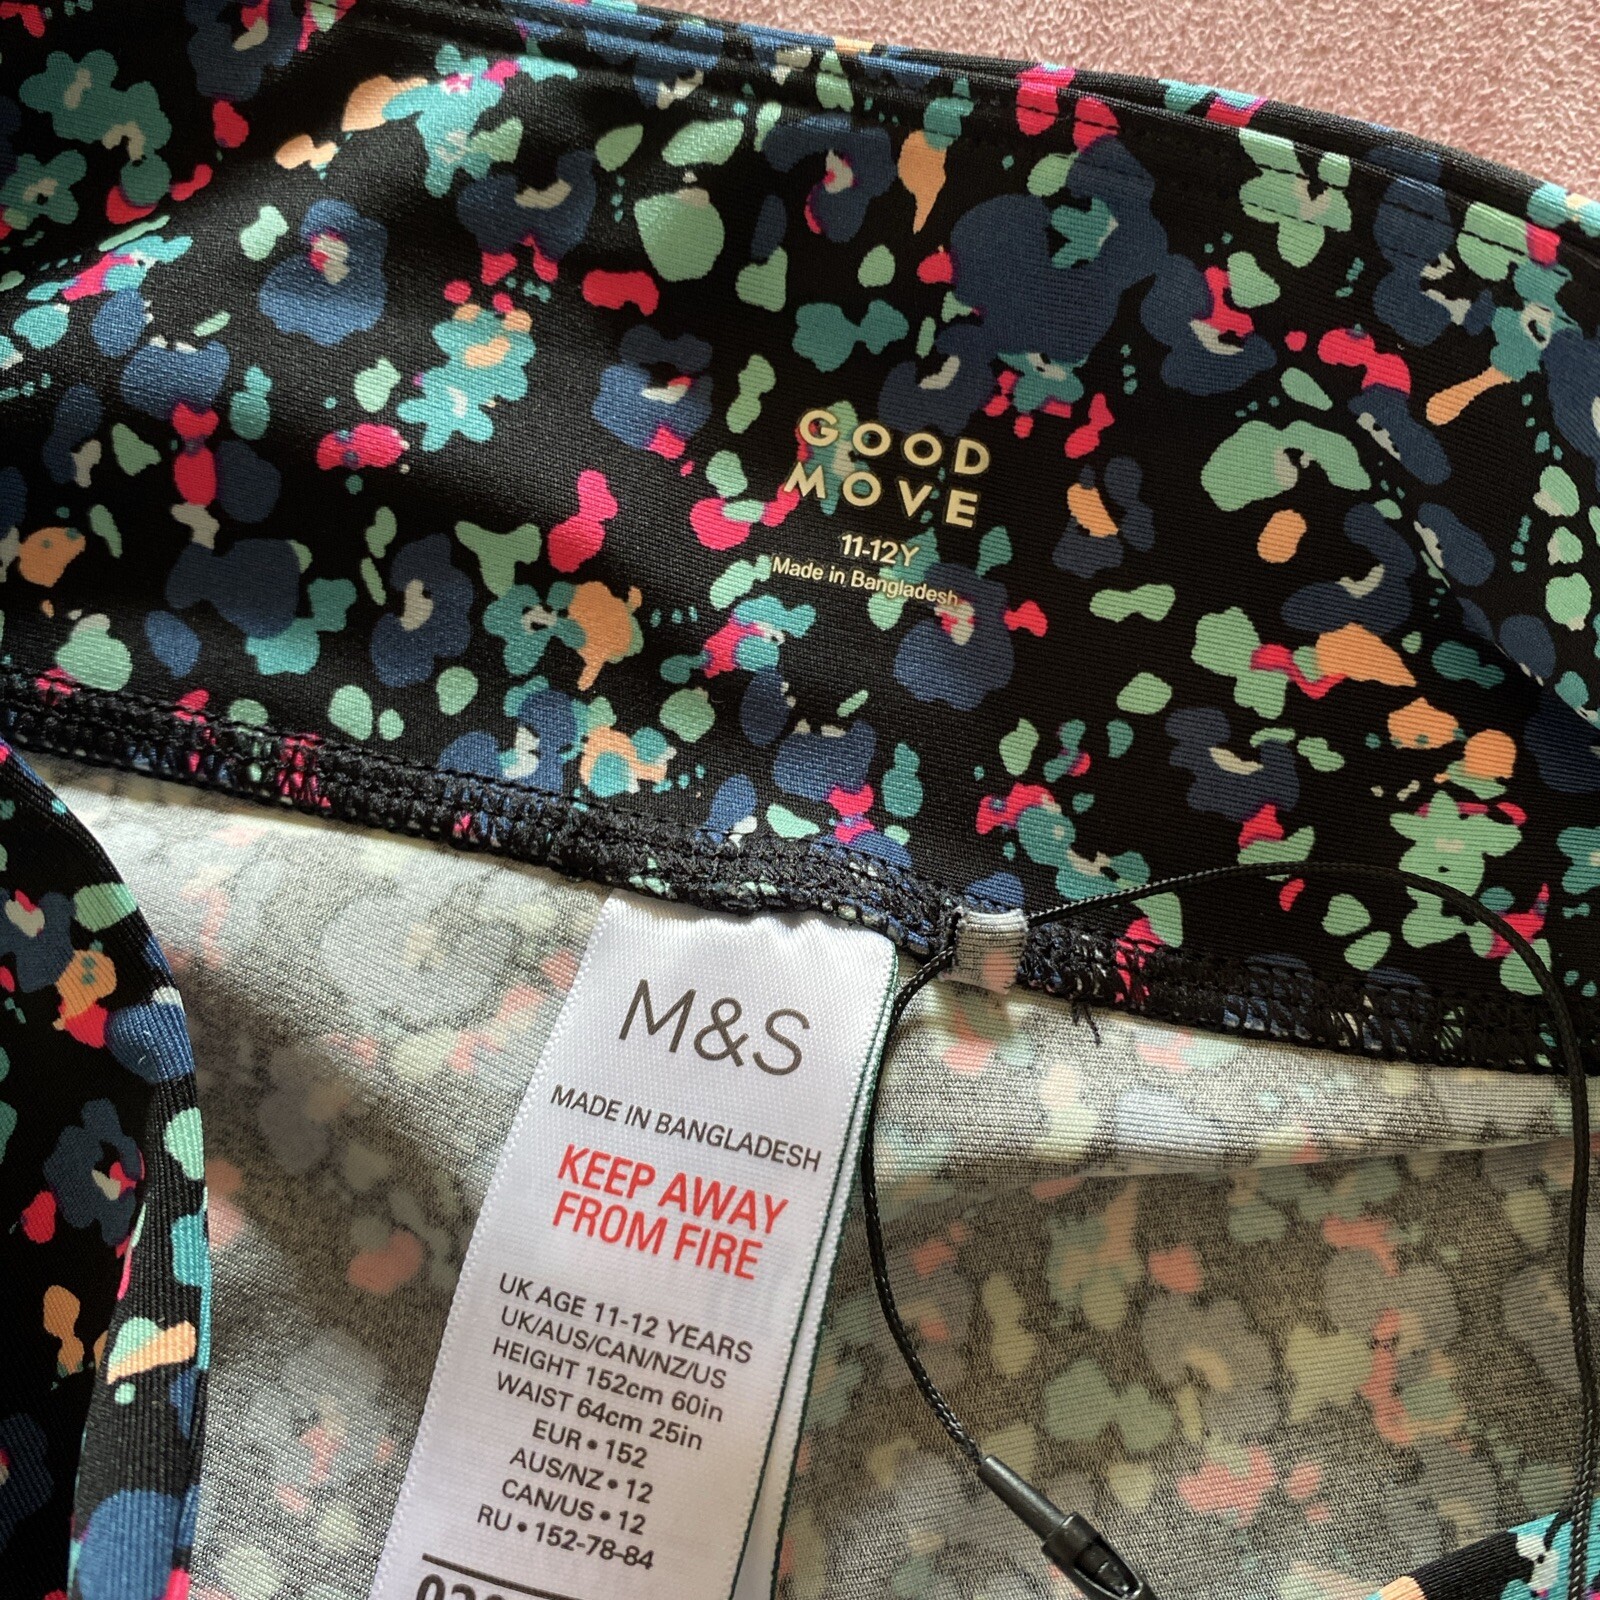 GOOD
MOVE
11-12Y
Made in Bangladesh
M&S
MADE IN BANGLADESH
KEEP AWAY
FROM FIRE
UK AGE 11-12 YEARS
UK/AUS/CAN/NZ/US
HEIGHT 152cm 60in
WAIST 64cm 25in
EUR • 152
AUS/NZ • 12
CAN/US • 12
RU • 152-78-84